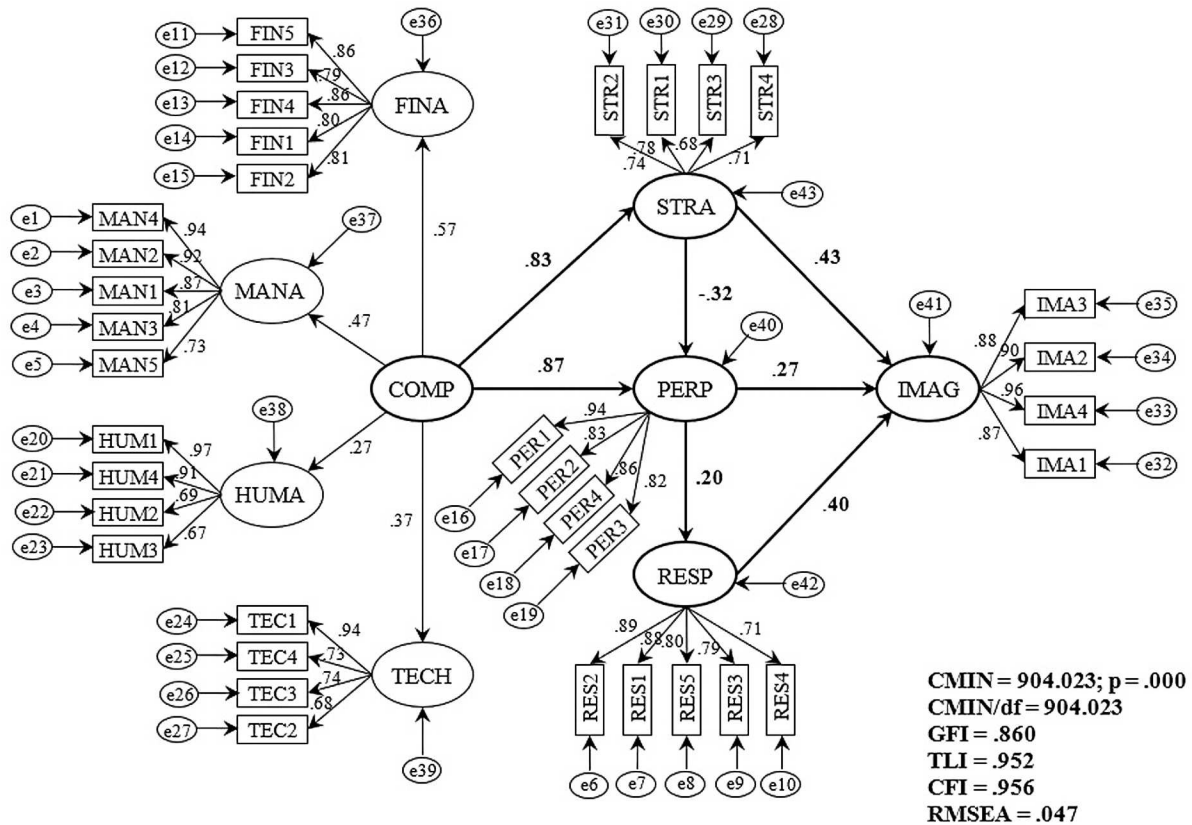 e11 FIN5 .86
e12 FIN3 .79
e13 FIN4 .86
e14 FIN1 .80
e15 FIN2 .81
e36
FINA
e1 MAN4 .94
e2 MAN2 .92
e3 MAN1 .87
e4 MAN3 .81
e5 MAN5 .73
e37
MANA
.57
.47
COMP
e20 HUM1 .97
e21 HUM4 .91
e22 HUM2 .69
e23 HUM3 .67
e38
HUMA
.27
.37
e24 TEC1 .94
e25 TEC4 .73
e26 TEC3 .74
e27 TEC2 .68
TECH
e39
e31 e30 e29 e28
STR2 STR1 STR3 STR4
.74 .78 .68 .71
STRA
e43
.83
.43
-.32
e40
.87
PERP
.27
.94 .83 .86 .82
PER1 PER2 PER4 PER3
e16 e17 e18 e19
.20
.40
RESP
e42
.89 .88 .80 .79 .71
RES2 RES1 RES5 RES3 RES4
e6 e7 e8 e9 e10
e41
IMAG
.88 IMA3 e35
.90 IMA2 e34
.96 IMA4 e33
.87 IMA1 e32
CMIN = 904.023; p = .000
CMIN/df = 904.023
GFI = .860
TLI = .952
CFI = .956
RMSEA = .047